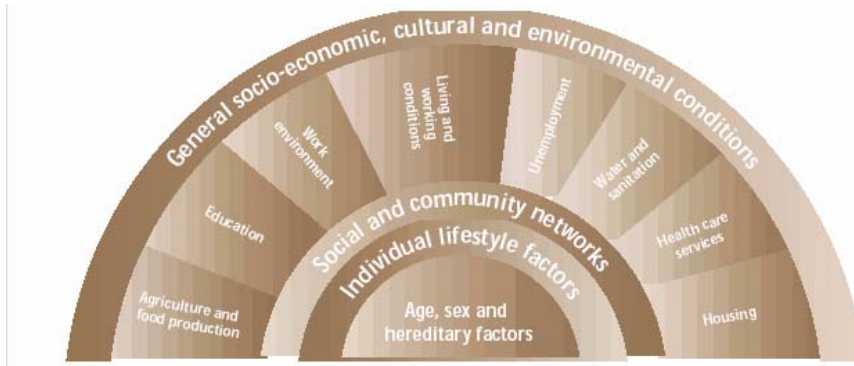 General socio-economic, cultural and environmental conditions
Agriculture and
food production
Education
Work
environment
Living and
working
conditions
Unemployment
Water and
sanitation
Health care
services
Housing
Social and community networks
Individual lifestyle factors
Age, sex and
hereditary factors